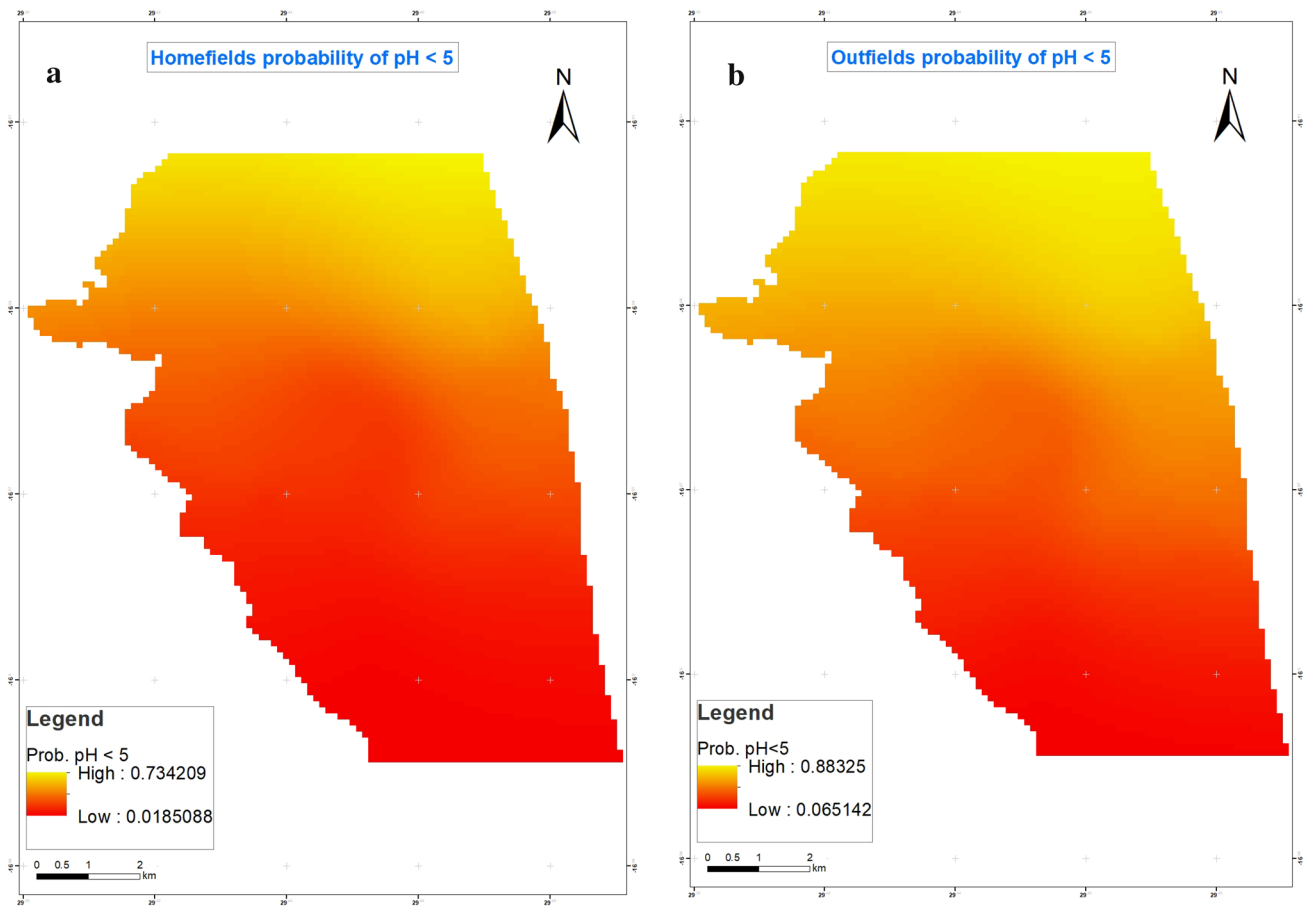 Homefields probability of pH < 5
a
N
Legend
Prob. pH < 5
High : 0.734209
Low : 0.0185088
0 0.5 1 2
km
Outfields probability of pH < 5
b
N
Legend
Prob. pH<5
High : 0.88325
Low : 0.065142
0 0.5 1 2
km